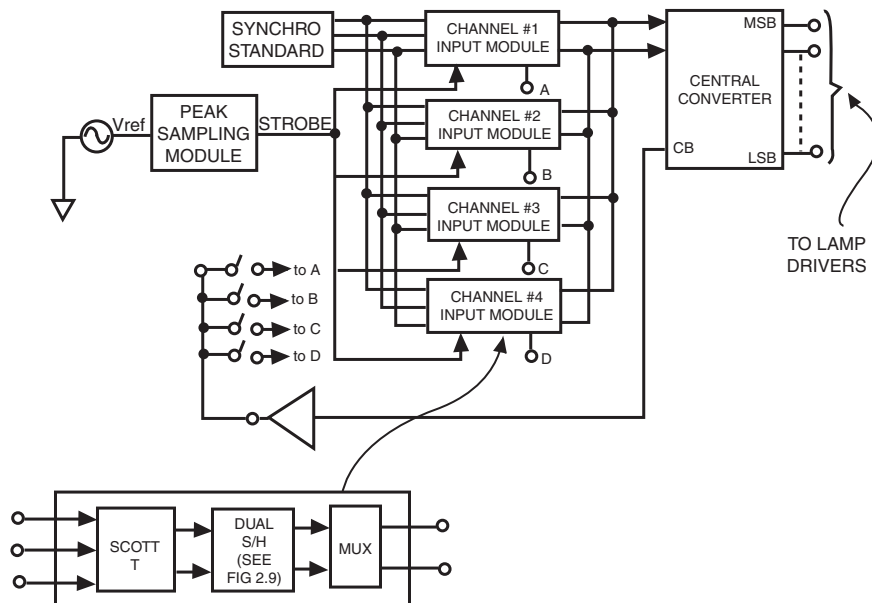 SYNCHRO
STANDARD
CHANNEL #1
INPUT MODULE
A
MSB
CENTRAL
CONVERTER
CB
LSB
Vref
PEAK
SAMPLING
MODULE
STROBE
CHANNEL #2
INPUT MODULE
B
CHANNEL #3
INPUT MODULE
C
CHANNEL #4
INPUT MODULE
D
TO LAMP
DRIVERS
to A
to B
to C
to D
SCOTT
T
DUAL
S/H
(SEE
FIG 2.9)
MUX